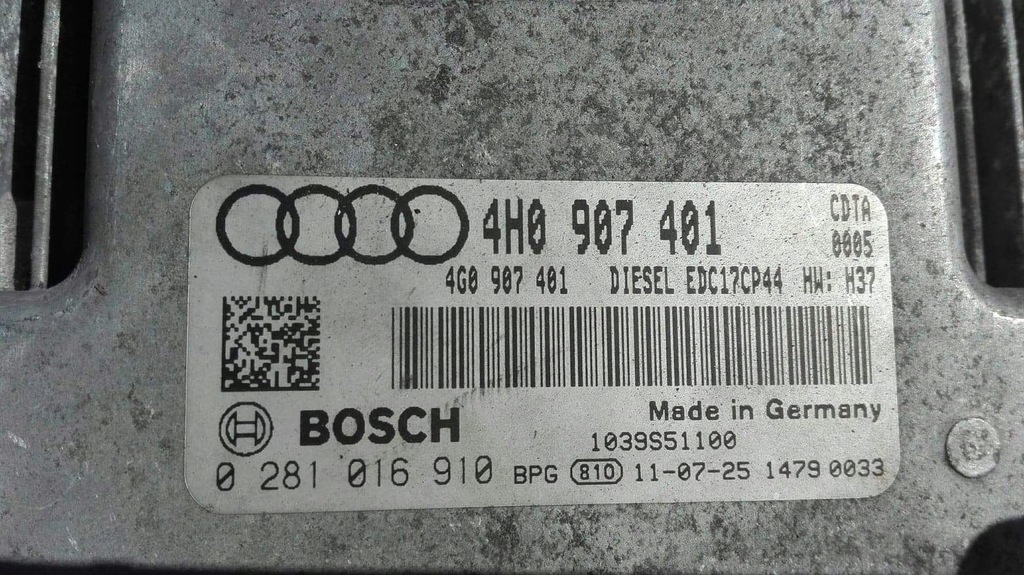 4H0 907 401
CDTA
0005
4G0 907 401 DIESEL EDC17CP44 HW: H37
Made in Germany
BOSCH
1039S51100
0 281 016 910 BPG 810 11-07-25 1479 0033